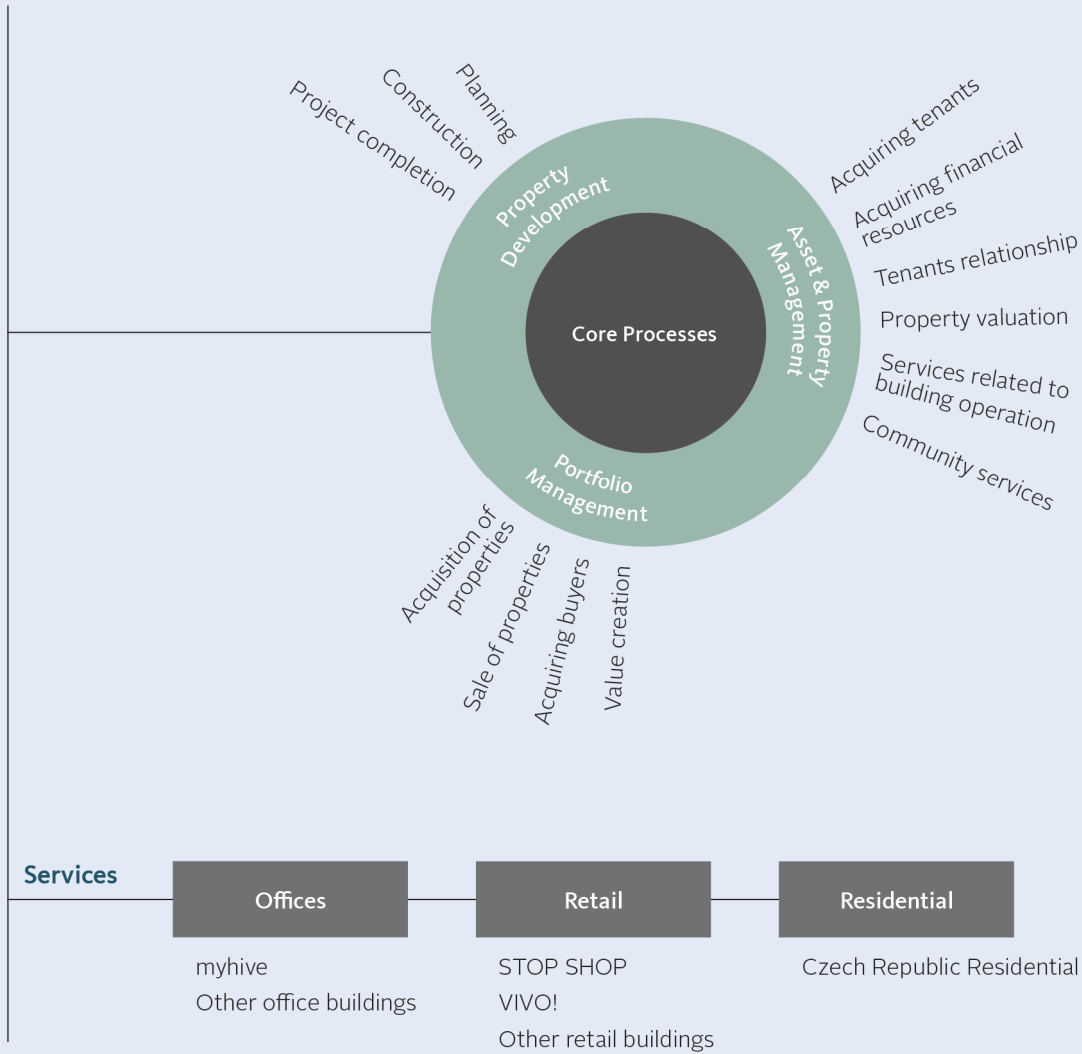 Planning
Construction
Project completion
Property
Development
Core Processes
Asset & Property
Management
Acquiring tenants
Acquiring financial
resources
Tenants relationship
Property valuation
Services related to
building operation
Community services
Portfolio
Management
Acquisition of
properties
Sale of properties
Acquiring buyers
Value creation
Services
Offices
myhive
Other office buildings
Retail
STOP SHOP
VIVO!
Other retail buildings
Residential
Czech Republic Residential